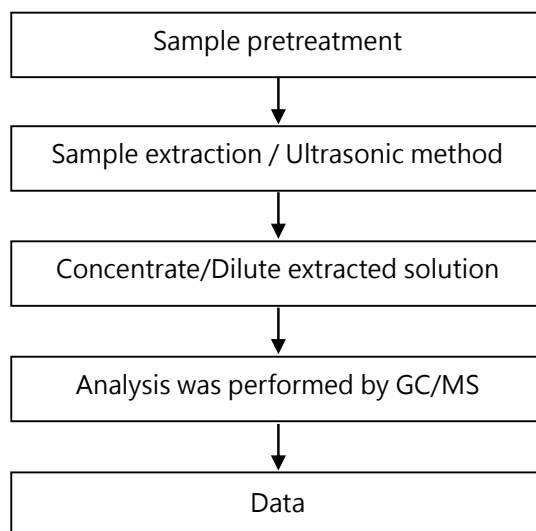 Sample pretreatment
Sample extraction / Ultrasonic method
Concentrate/Dilute extracted solution
Analysis was performed by GC/MS
Data